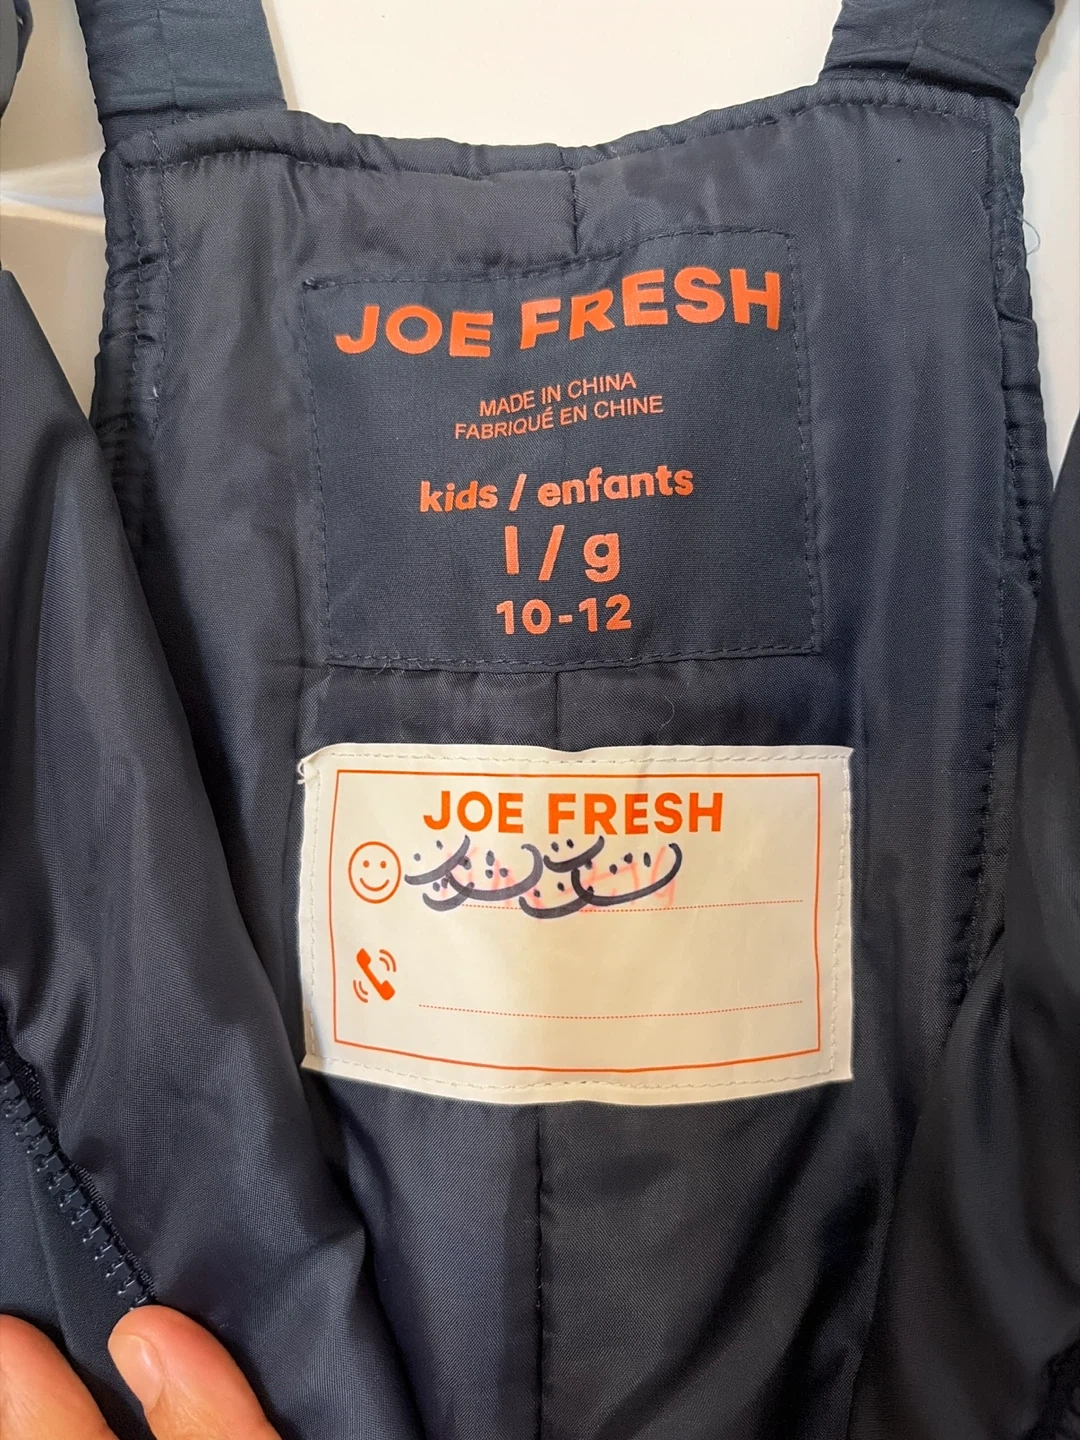 JOE FRESH
MADE IN CHINA
FABRIQUÉ EN CHINE
kids / enfants
l / g
10-12
JOE FRESH